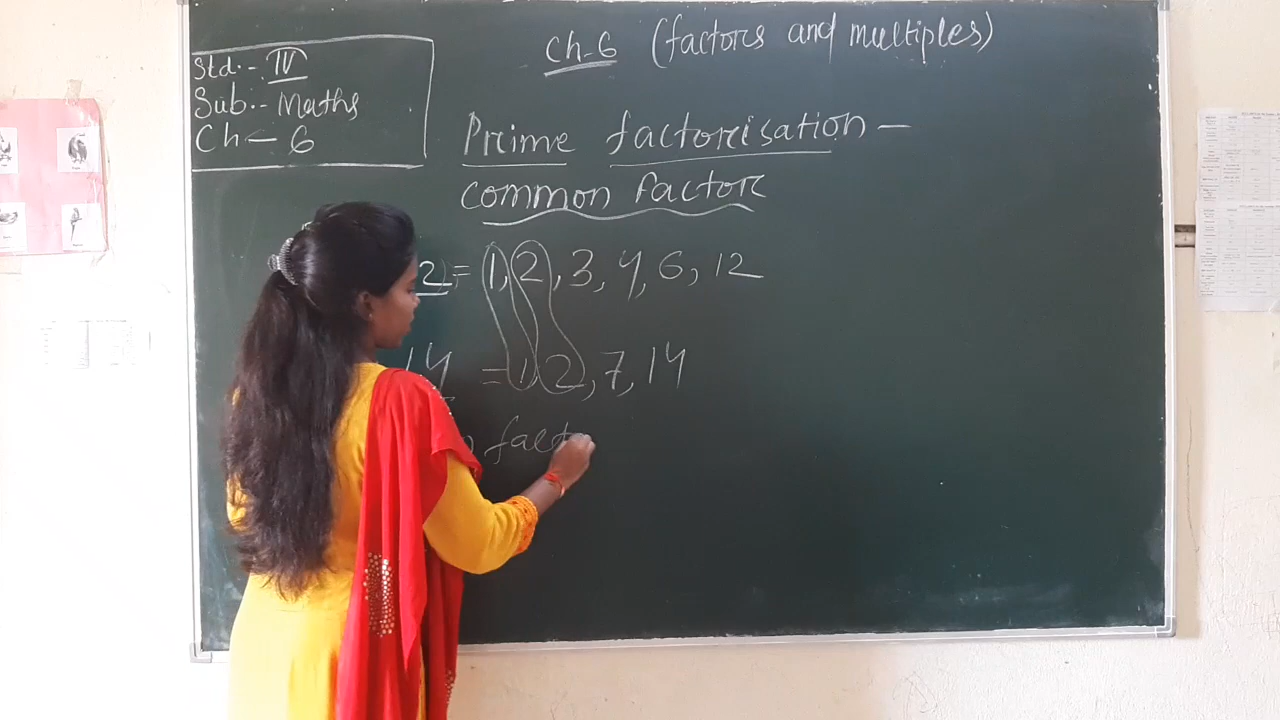 Std.- IV
Sub:- Maths
Ch - 6
Ch-6 (factors and multiples)
Prime factorisation -
common factor
2) = 1, 2, 3, 4, 6, 12
14 = 1, 2, 7, 14
n facto